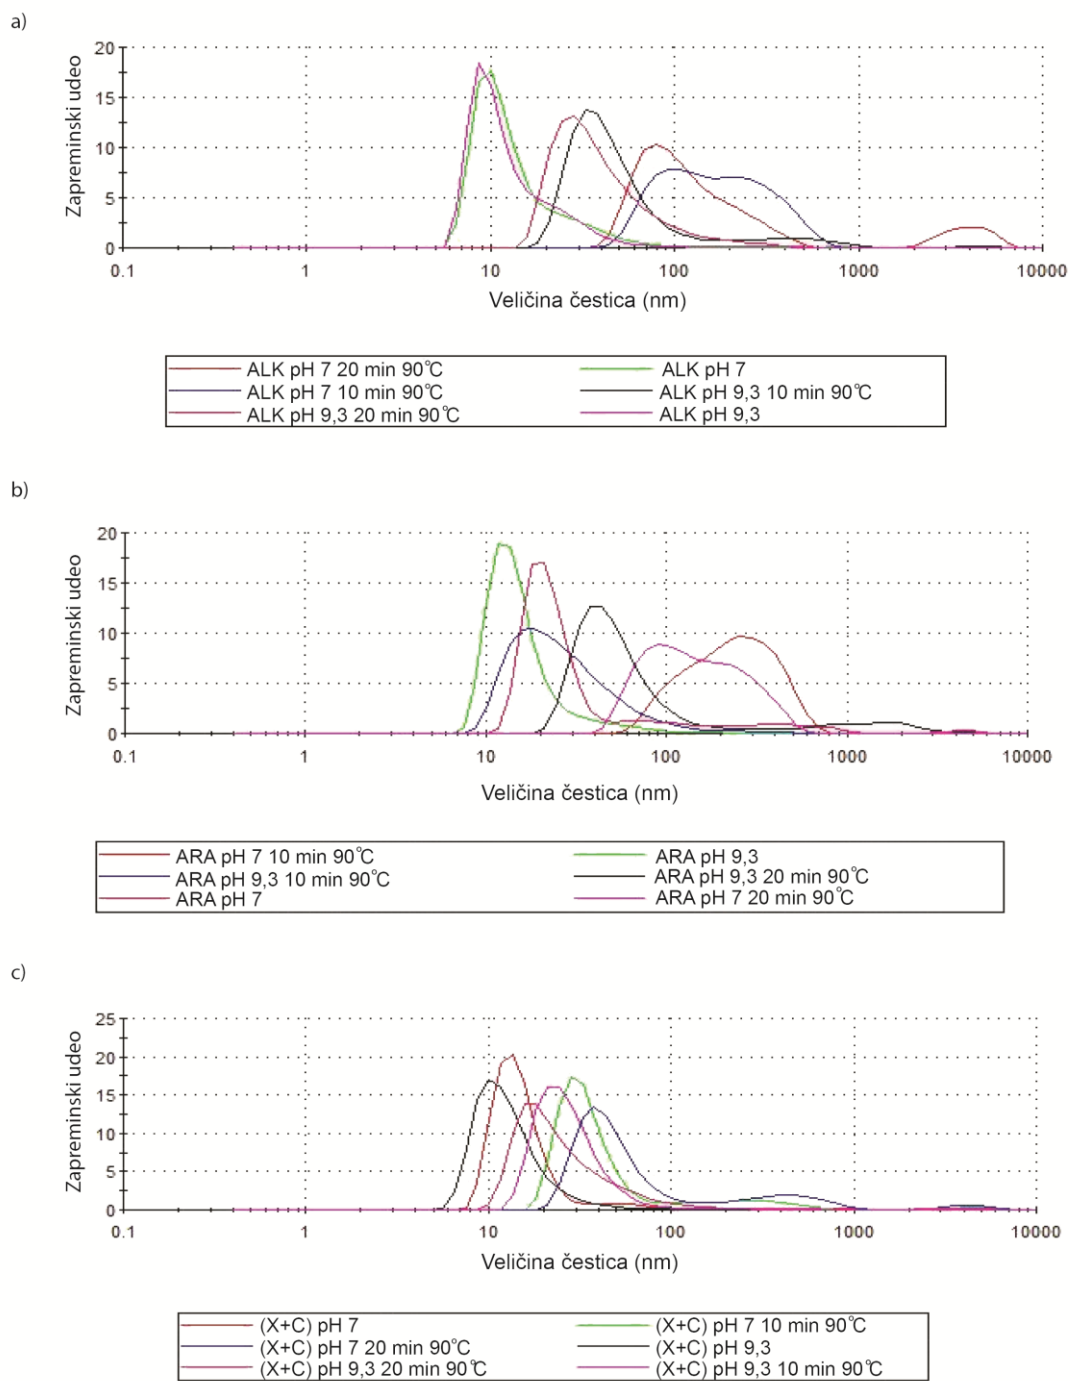 a)
20
15
10
5
0
Zapreminski udeo
0.1 1 10 100 1000 10000
Veličina čestica (nm)
ALK pH 7 20 min 90°C ALK pH 7
ALK pH 7 10 min 90°C ALK pH 9,3 10 min 90°C
ALK pH 9,3 20 min 90°C ALK pH 9,3
b)
20
15
10
5
0
Zapreminski udeo
0.1 1 10 100 1000 10000
Veličina čestica (nm)
ARA pH 7 10 min 90°C ARA pH 9,3
ARA pH 9,3 10 min 90°C ARA pH 9,3 20 min 90°C
ARA pH 7 ARA pH 7 20 min 90°C
c)
25
20
15
10
5
0
Zapreminski udeo
0.1 1 10 100 1000 10000
Veličina čestica (nm)
(X+C) pH 7 (X+C) pH 7 10 min 90°C
(X+C) pH 7 20 min 90°C (X+C) pH 9,3
(X+C) pH 9,3 20 min 90°C (X+C) pH 9,3 10 min 90°C